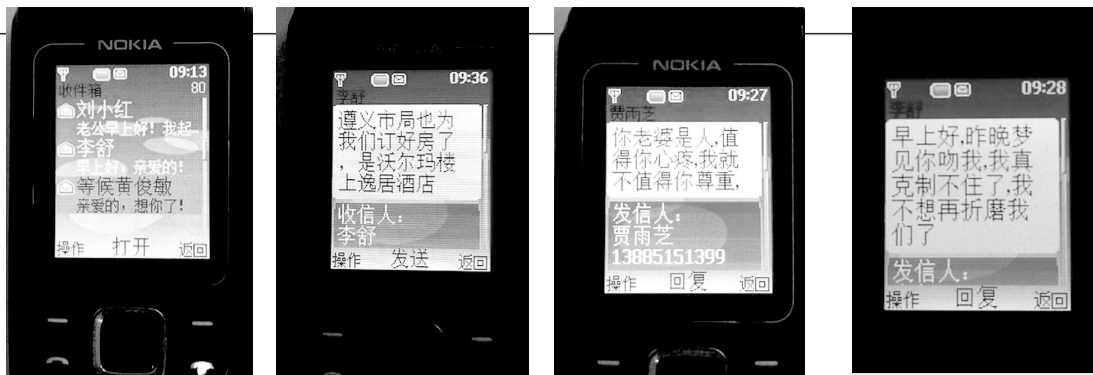 NOKIA
09:13
收件箱
80
刘小红
老公早上好！我起
李舒
早上好，亲爱的！
等候黄俊敏
亲爱的，想你了！
操作
打开
返回
09:36
李舒
遵义市局也为
我们订好房了
，是沃尔玛楼
上逸居酒店
收信人：
李舒
操作
发送
返回
NOKIA
09:27
贾雨芝
你老婆是人,值
得你心疼,我就
不值得你尊重,
发信人：
贾雨芝
13885151399
操作
回复
返回
09:28
李舒
早上好,昨晚梦
见你吻我,我真
克制不住了,我
不想再折磨我
们了
发信人：
操作
回复
返回